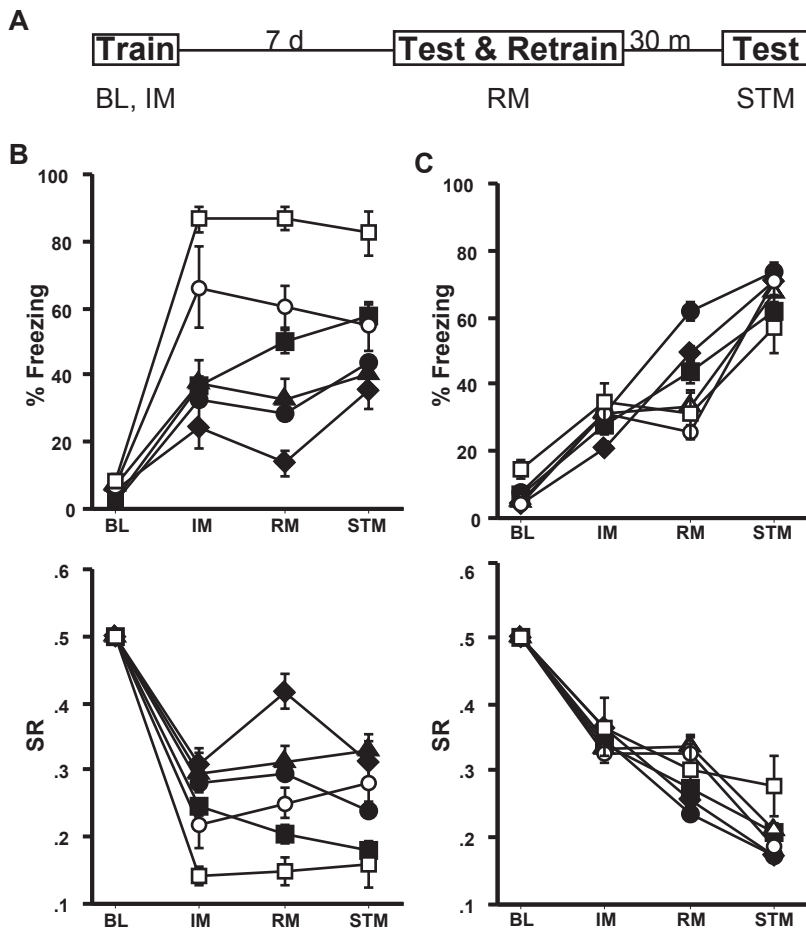 A
Train 7 d Test & Retrain 30 m Test
BL, IM RM STM
B
100
80
60
40
20
0
% Freezing
BL IM RM STM
C
100
80
60
40
20
0
% Freezing
BL IM RM STM
.6
.5
.4
.3
.2
.1
SR
BL IM RM STM
.6
.5
.4
.3
.2
.1
SR
BL IM RM STM